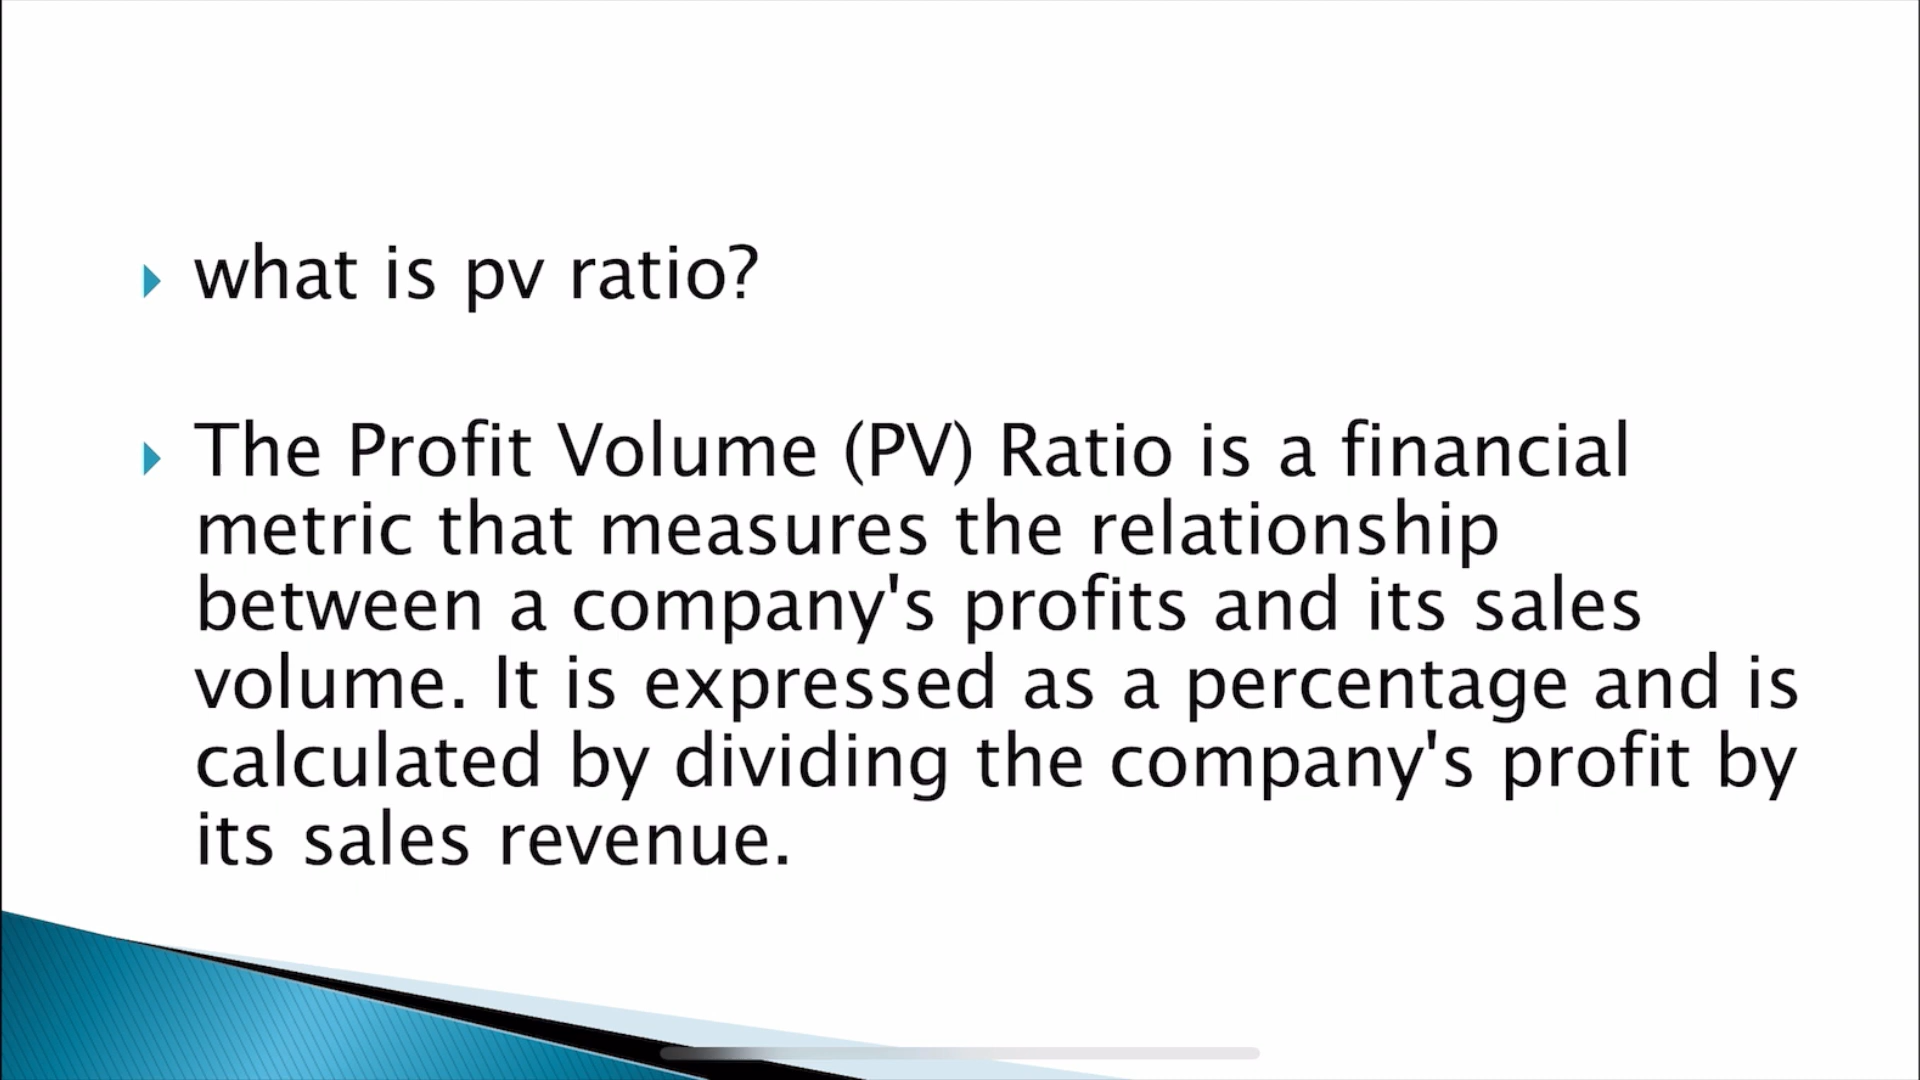 what is pv ratio?
The Profit Volume (PV) Ratio is a financial
metric that measures the relationship
between a company's profits and its sales
volume. It is expressed as a percentage and is
calculated by dividing the company's profit by
its sales revenue.